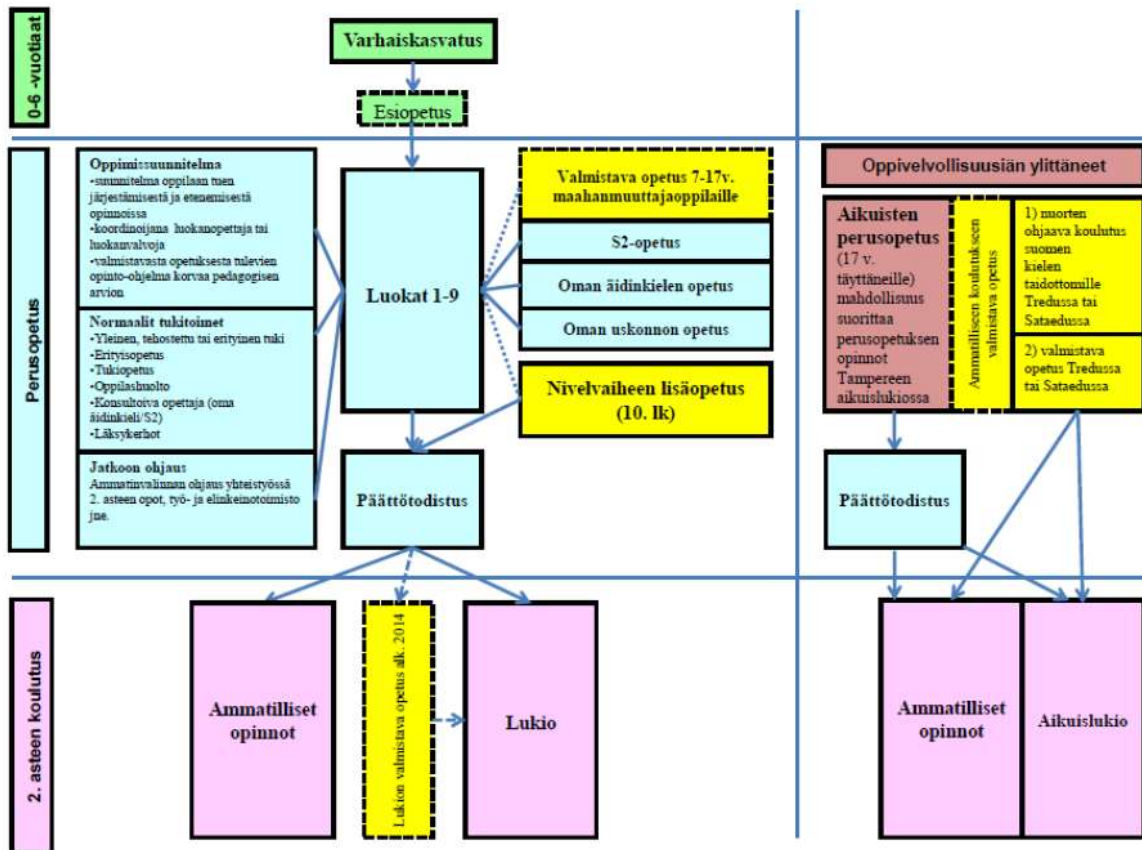 0-6 -vuotiaat
Varhaiskasvatus
Esiopetus
Perusopetus
Oppimissuunnitelma
•suunnitelma oppilaan tuen
järjestämisestä ja etenemisestä
opinnoissa
•koordinoijana luokanopettaja tai
luokanvalvoja
•valmistavasta opetuksesta tulevien
opinto-ohjelma korvaa pedagogisen
arvion
Normaalit tukitoimet
•Yleinen, tehostettu tai erityinen tuki
•Erityisopetus
•Tukiopetus
•Oppilashuolto
•Konsultoiva opettaja (oma
äidinkieli/S2)
•Läksykerhot
Jatkoon ohjaus
Ammatinvalinnan ohjaus yhteistyössä
2. asteen opot, työ- ja elinkeinotoimisto
jne.
Luokat 1-9
Päättötodistus
Valmistava opetus 7-17v.
maahanmuuttajaoppilaille
S2-opetus
Oman äidinkielen opetus
Oman uskonnon opetus
Nivelvaiheen lisäopetus
(10. lk)
Oppivelvollisuusiän ylittäneet
Aikuisten
perusopetus
(17 v.
täyttäneille)
mahdollisuus
suorittaa
perusopetuksen
opinnot
Tampereen
aikuislukiossa
Ammatilliseen koulutukseen
valmistava opetus
1) nuorten
ohjaava koulutus
suomen
kielen
taidottomille
Tredussa tai
Sataedussa
2) valmistava
opetus Tredussa
tai Sataedussa
Päättötodistus
2. asteen koulutus
Ammatilliset
opinnot
Lukion valmistava opetus alk. 2014
Lukio
Ammatilliset
opinnot
Aikuislukio